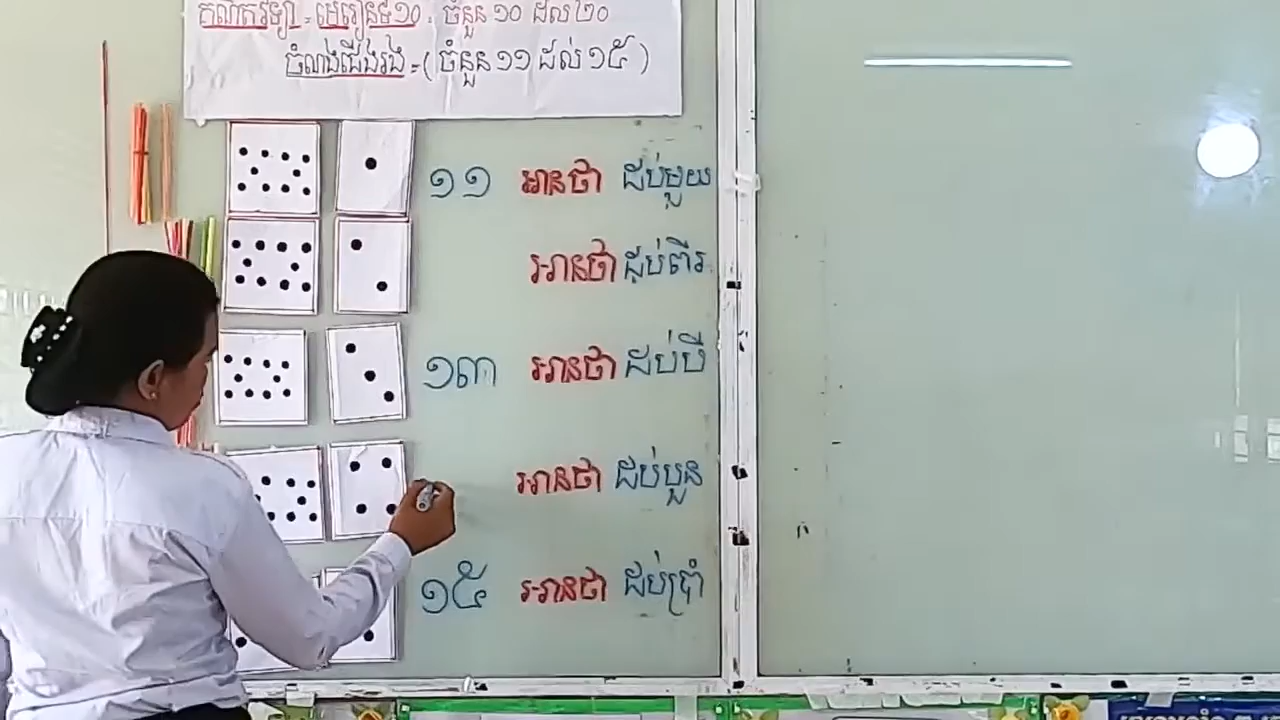 គណិតវិទ្យា ÷ មេរៀនទី១០ ÷ ចំនួន ១០ ដល់ ២០
ចំណងជើងរង ÷ ( ចំនួន ១១ ដល់ ១៥ )
១១ អានថា ដប់មួយ
អានថា ដប់ពីរ
១៣ អានថា ដប់បី
អានថា ដប់បួន
១៥ អានថា ដប់ប្រាំ